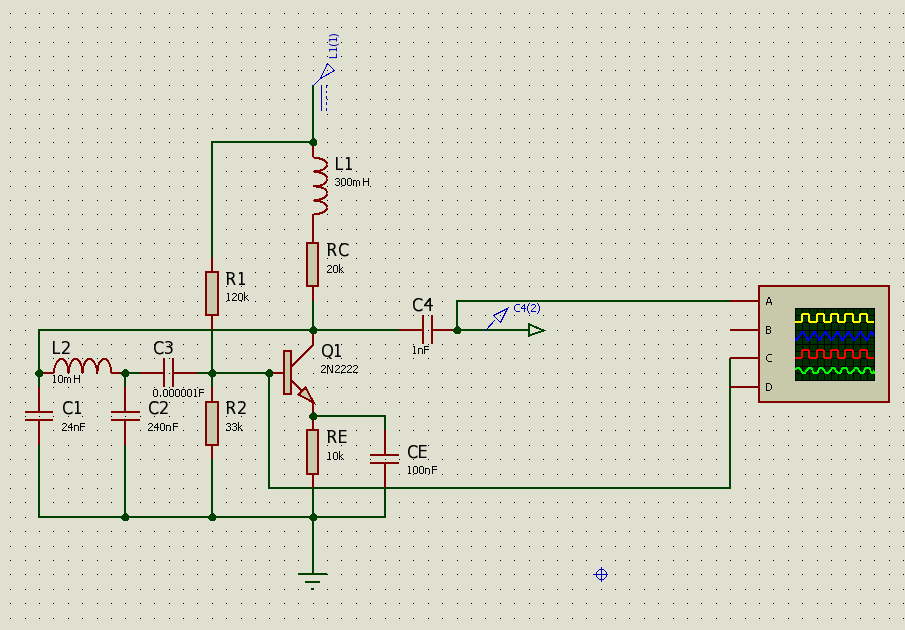 L1(1)
L1
300mH
RC
20k
R1
120k
C4
1nF
C4(2)
A
B
C
D
L2
10mH
C3
0.000001F
Q1
2N2222
C1
24nF
C2
240nF
R2
33k
RE
10k
CE
100nF